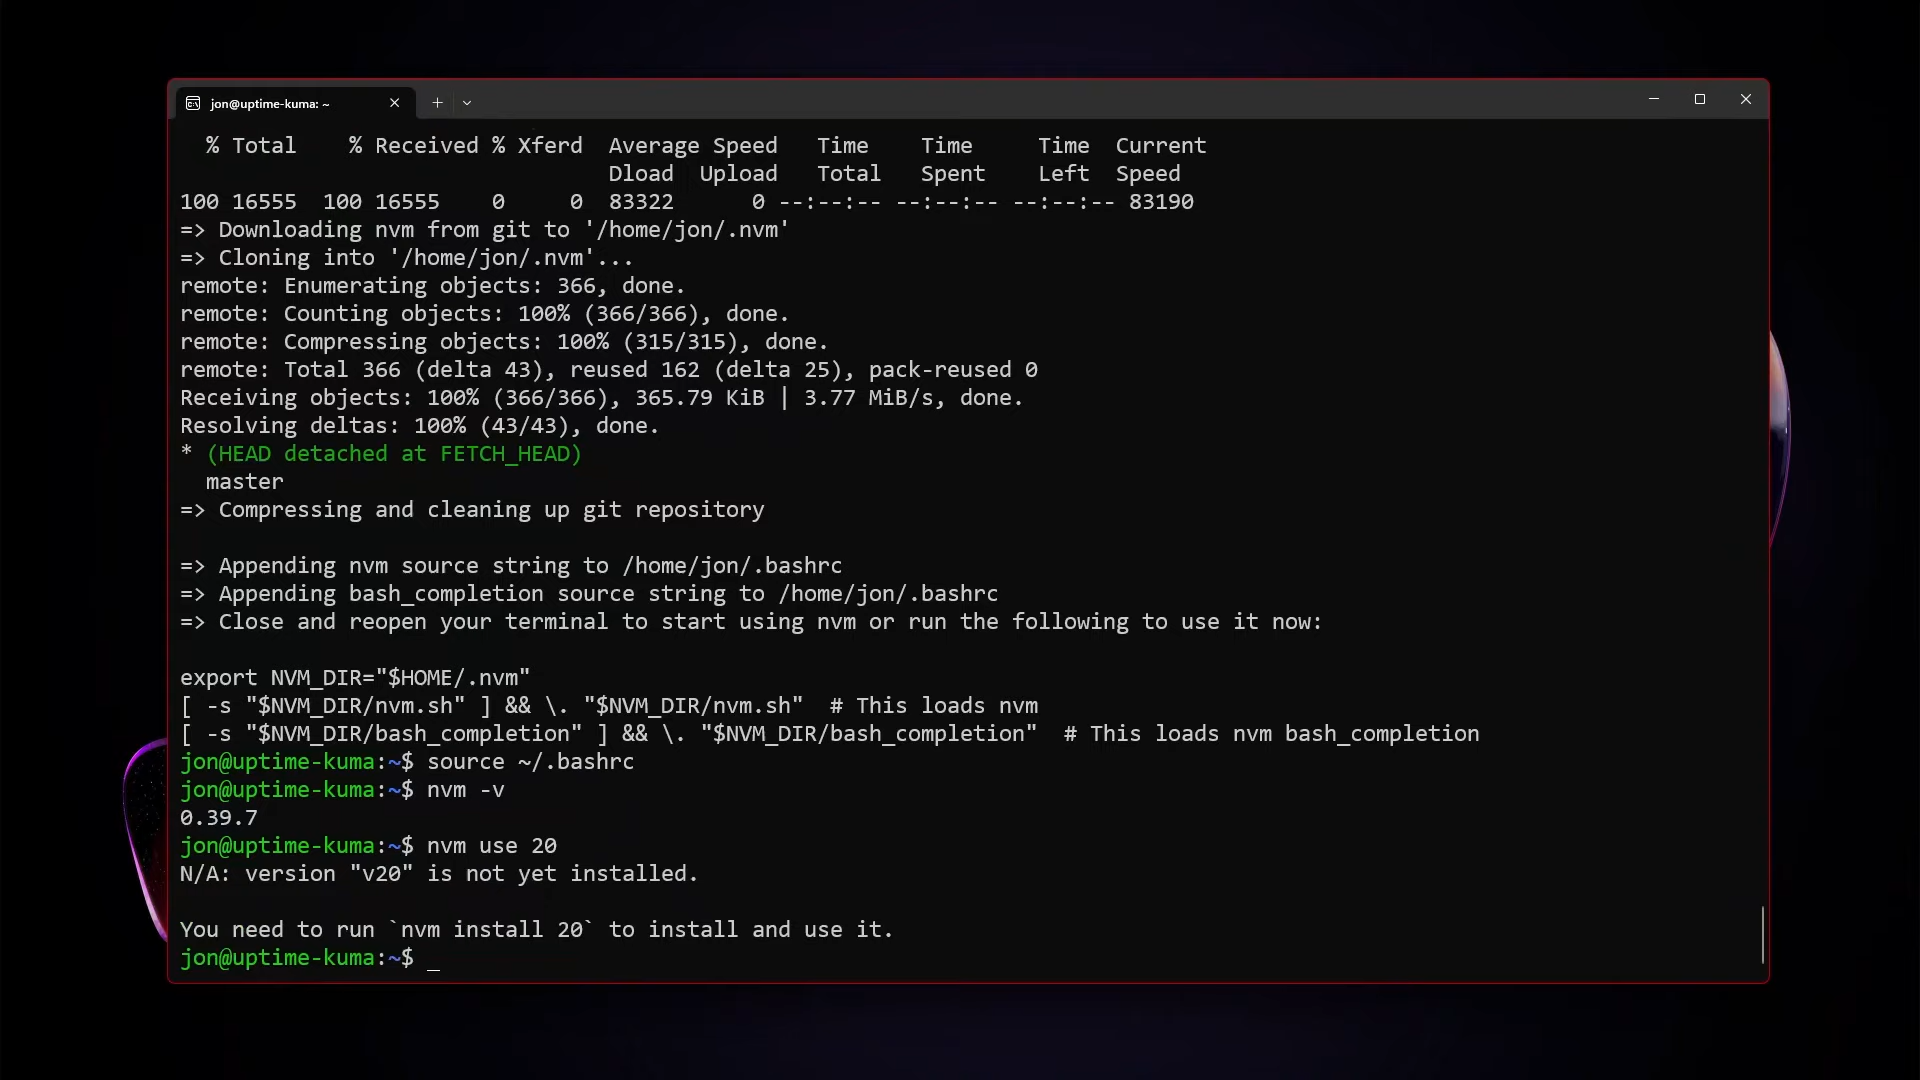 jon@uptime-kuma: ~
% Total    % Received % Xferd  Average Speed   Time    Time     Time  Current
Dload  Upload   Total   Spent    Left  Speed
100 16555  100 16555    0     0  83322      0 --:--:-- --:--:-- --:--:-- 83190
=> Downloading nvm from git to '/home/jon/.nvm'
=> Cloning into '/home/jon/.nvm'...
remote: Enumerating objects: 366, done.
remote: Counting objects: 100% (366/366), done.
remote: Compressing objects: 100% (315/315), done.
remote: Total 366 (delta 43), reused 162 (delta 25), pack-reused 0
Receiving objects: 100% (366/366), 365.79 KiB | 3.77 MiB/s, done.
Resolving deltas: 100% (43/43), done.
* (HEAD detached at FETCH_HEAD)
master
=> Compressing and cleaning up git repository
=> Appending nvm source string to /home/jon/.bashrc
=> Appending bash_completion source string to /home/jon/.bashrc
=> Close and reopen your terminal to start using nvm or run the following to use it now:
export NVM_DIR="$HOME/.nvm"
[ -s "$NVM_DIR/nvm.sh" ] && \. "$NVM_DIR/nvm.sh"  # This loads nvm
[ -s "$NVM_DIR/bash_completion" ] && \. "$NVM_DIR/bash_completion"  # This loads nvm bash_completion
jon@uptime-kuma:~$ source ~/.bashrc
jon@uptime-kuma:~$ nvm -v
0.39.7
jon@uptime-kuma:~$ nvm use 20
N/A: version "v20" is not yet installed.
You need to run `nvm install 20` to install and use it.
jon@uptime-kuma:~$ _